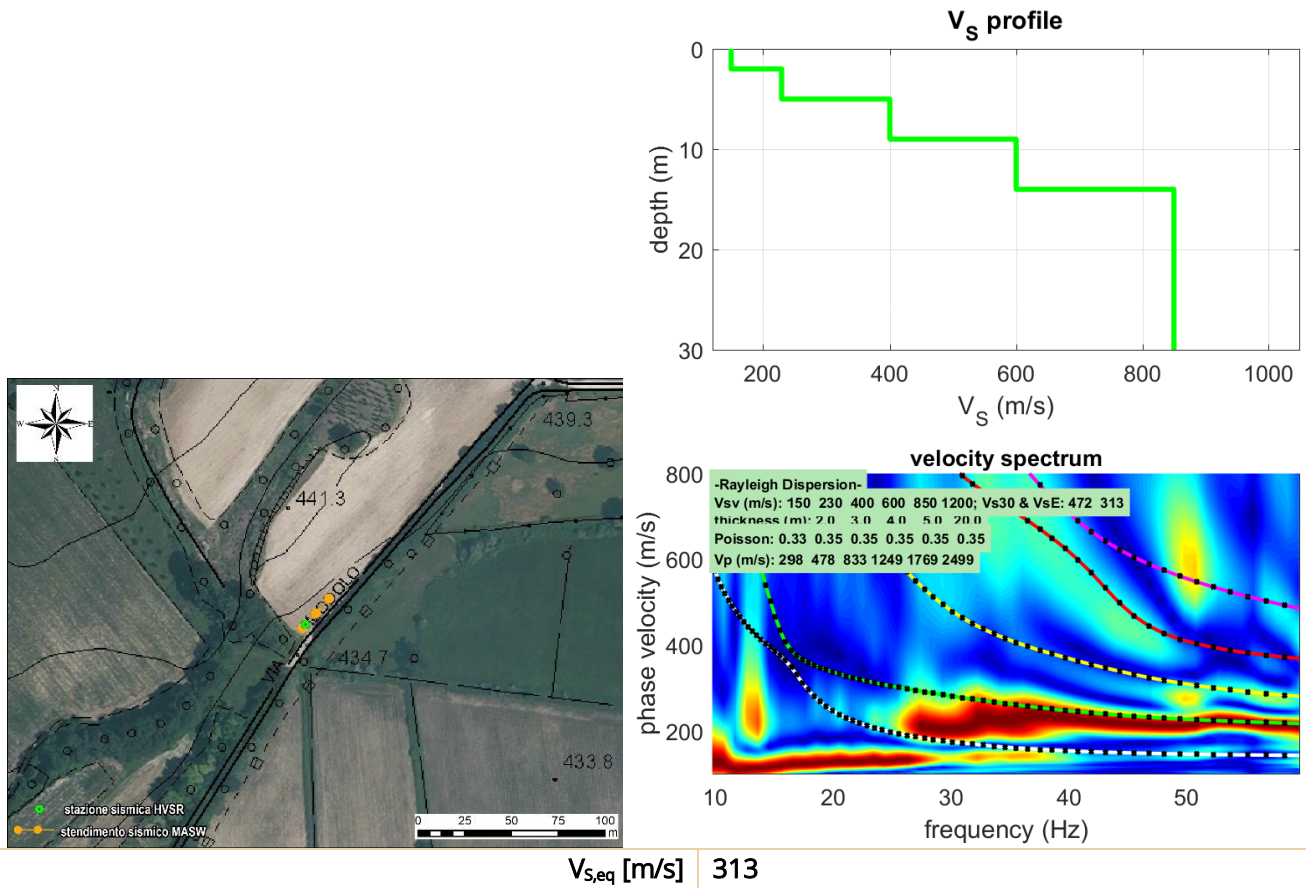 V_S profile
0
10
20
30
depth (m)
200
400
600
800
1000
V_S (m/s)
N
W
E
S
439.3
441.3
VIA
434.7
433.8
stazione sismica HVSR
stendimento sismico MASW
0 25 50 75 100
m
velocity spectrum
800
600
400
200
phase velocity (m/s)
-Rayleigh Dispersion-
Vsv (m/s): 150 230 400 600 850 1200; Vs30 & VsE: 472 313
thickness (m): 2.0 3.0 4.0 5.0 20.0
Poisson: 0.33 0.35 0.35 0.35 0.35 0.35
Vp (m/s): 298 478 833 1249 1769 2499
10 20 30 40 50
frequency (Hz)
V_S,eq [m/s] 313